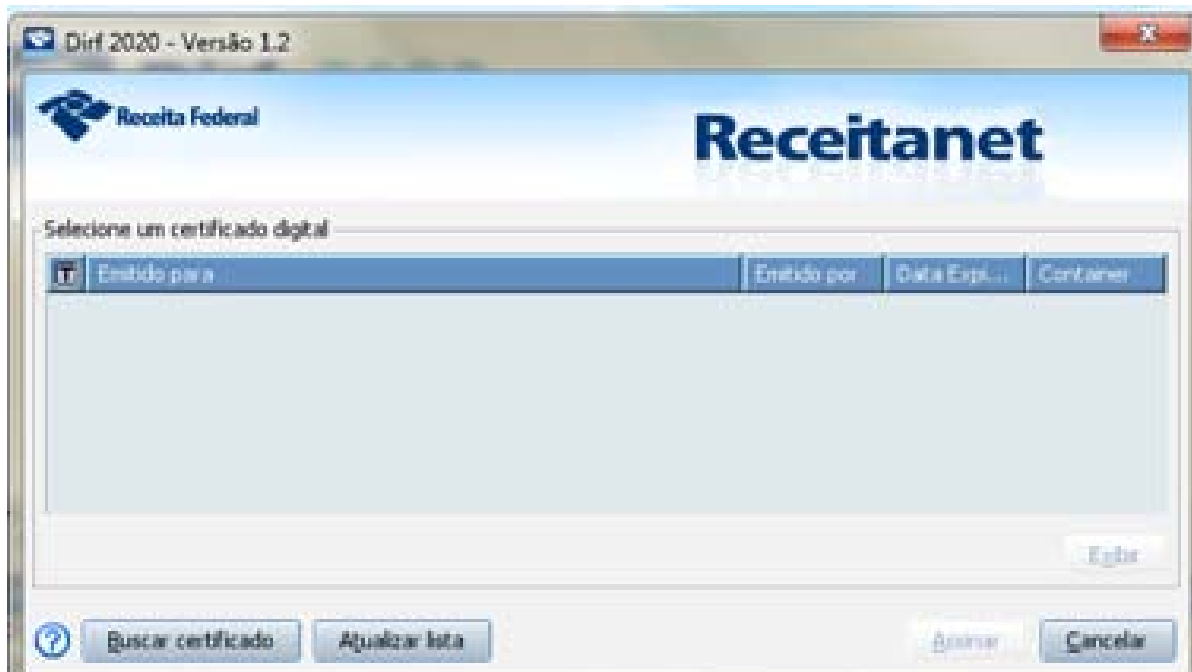 Dirf 2020 - Versão 1.2
Receita Federal
Receitanet
Selecione um certificado digital
Emitido para Emitido por Data Expi... Container
Exibir
Buscar certificado Atualizar lista Assinar Cancelar